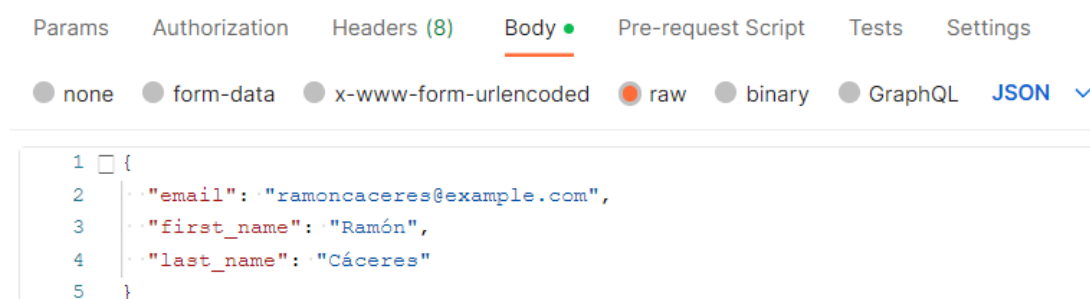 Params Authorization Headers (8) Body Pre-request Script Tests Settings
none form-data x-www-form-urlencoded raw binary GraphQL JSON
1 {
2 "email": "ramoncaceres@example.com",
3 "first_name": "Ramón",
4 "last_name": "Cáceres"
5 }